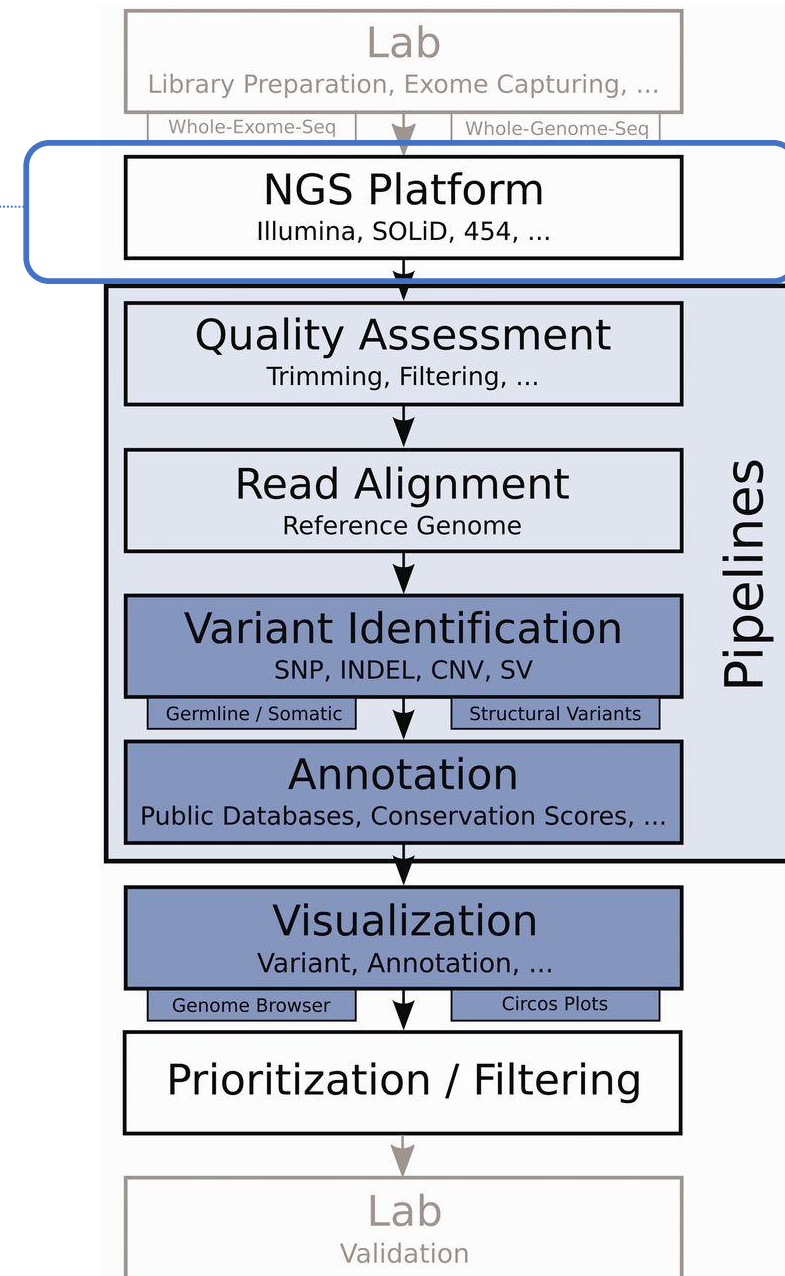 Lab
Library Preparation, Exome Capturing, ...
Whole-Exome-Seq
Whole-Genome-Seq
NGS Platform
Illumina, SOLiD, 454, ...
Quality Assessment
Trimming, Filtering, ...
Read Alignment
Reference Genome
Variant Identification
SNP, INDEL, CNV, SV
Germline / Somatic
Structural Variants
Annotation
Public Databases, Conservation Scores, ...
Pipelines
Visualization
Variant, Annotation, ...
Genome Browser
Circos Plots
Prioritization / Filtering
Lab
Validation